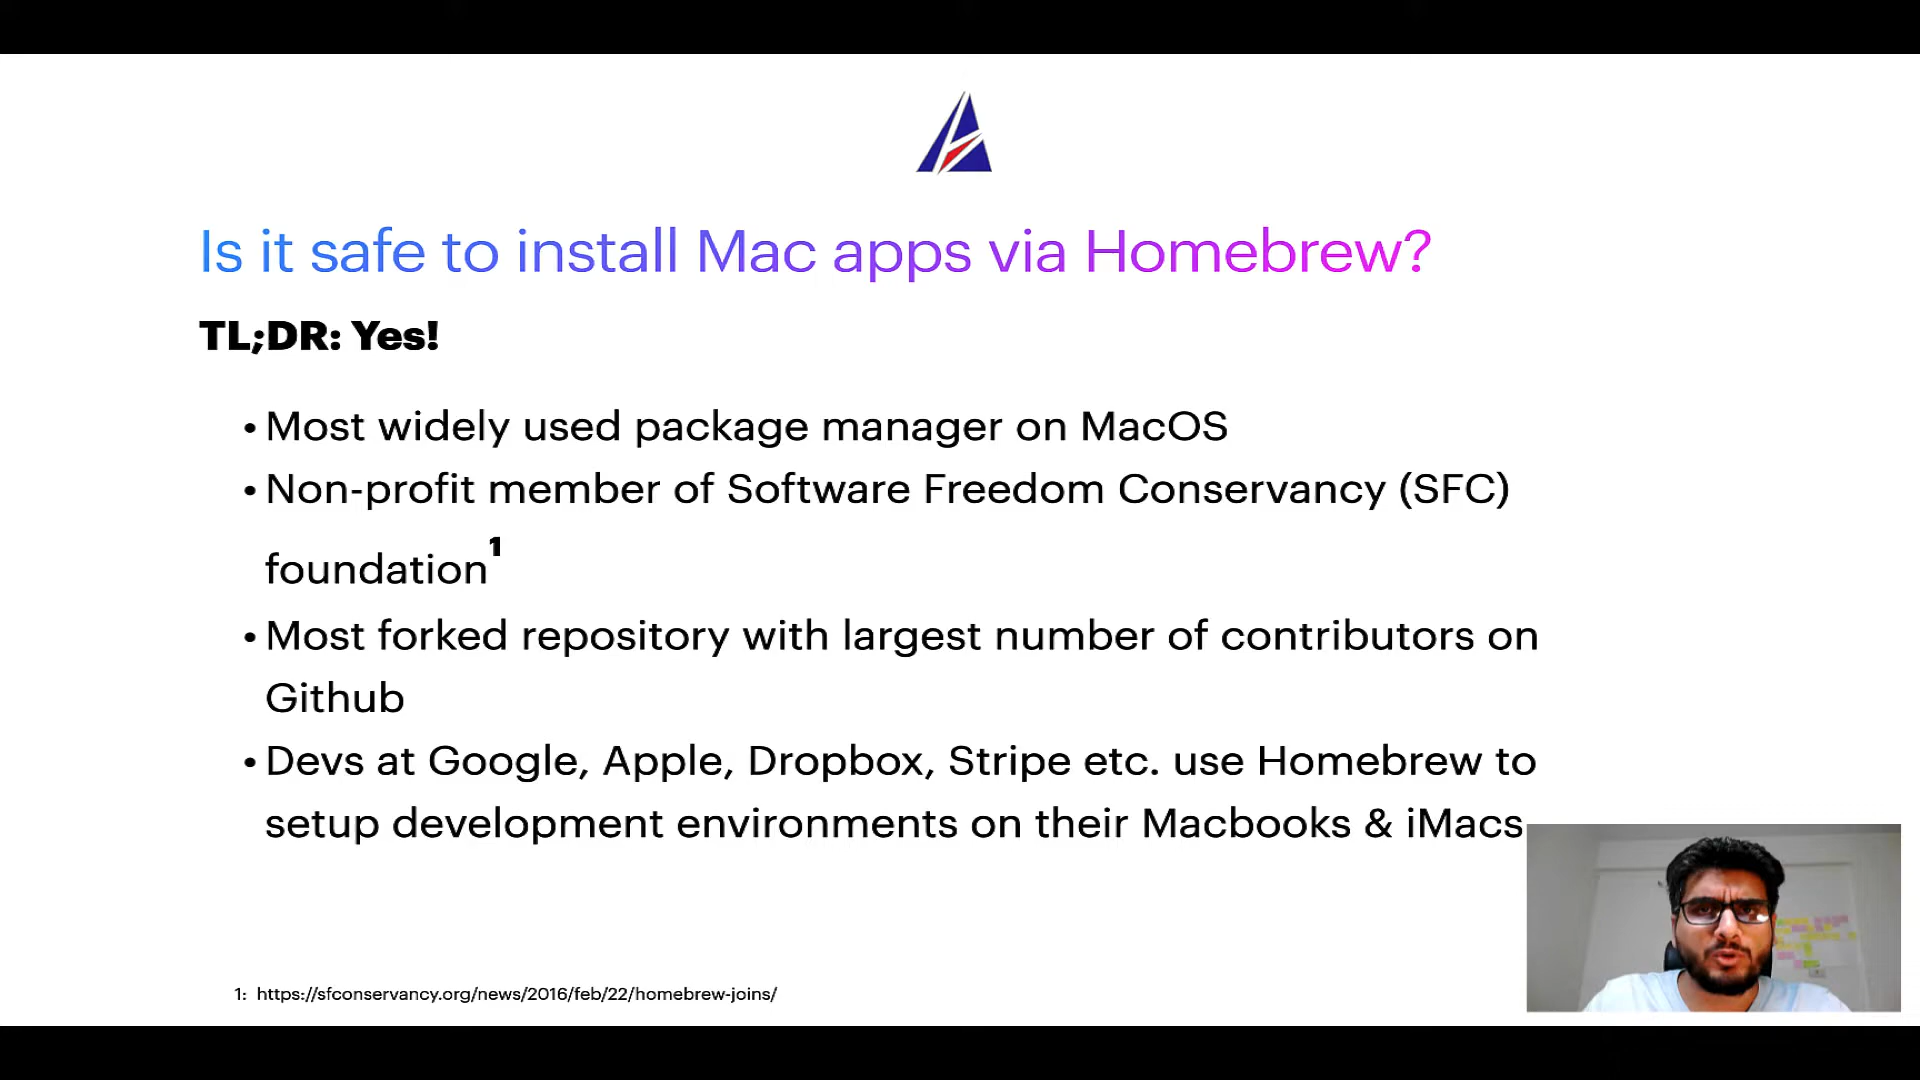 Is it safe to install Mac apps via Homebrew?
TL;DR: Yes!
• Most widely used package manager on MacOS
• Non-profit member of Software Freedom Conservancy (SFC)
foundation¹
• Most forked repository with largest number of contributors on
Github
• Devs at Google, Apple, Dropbox, Stripe etc. use Homebrew to
setup development environments on their Macbooks & iMacs
1: https://sfconservancy.org/news/2016/feb/22/homebrew-joins/